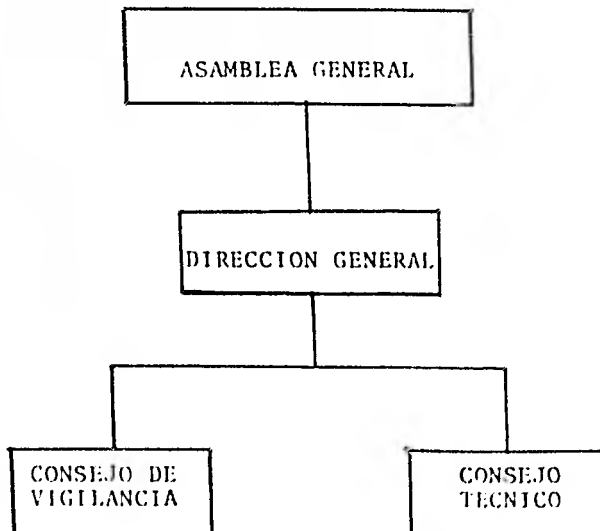 ASAMBLEA GENERAL
DIRECCION GENERAL
CONSEJO DE
VIGILANCIA
CONSEJO
TECNICO